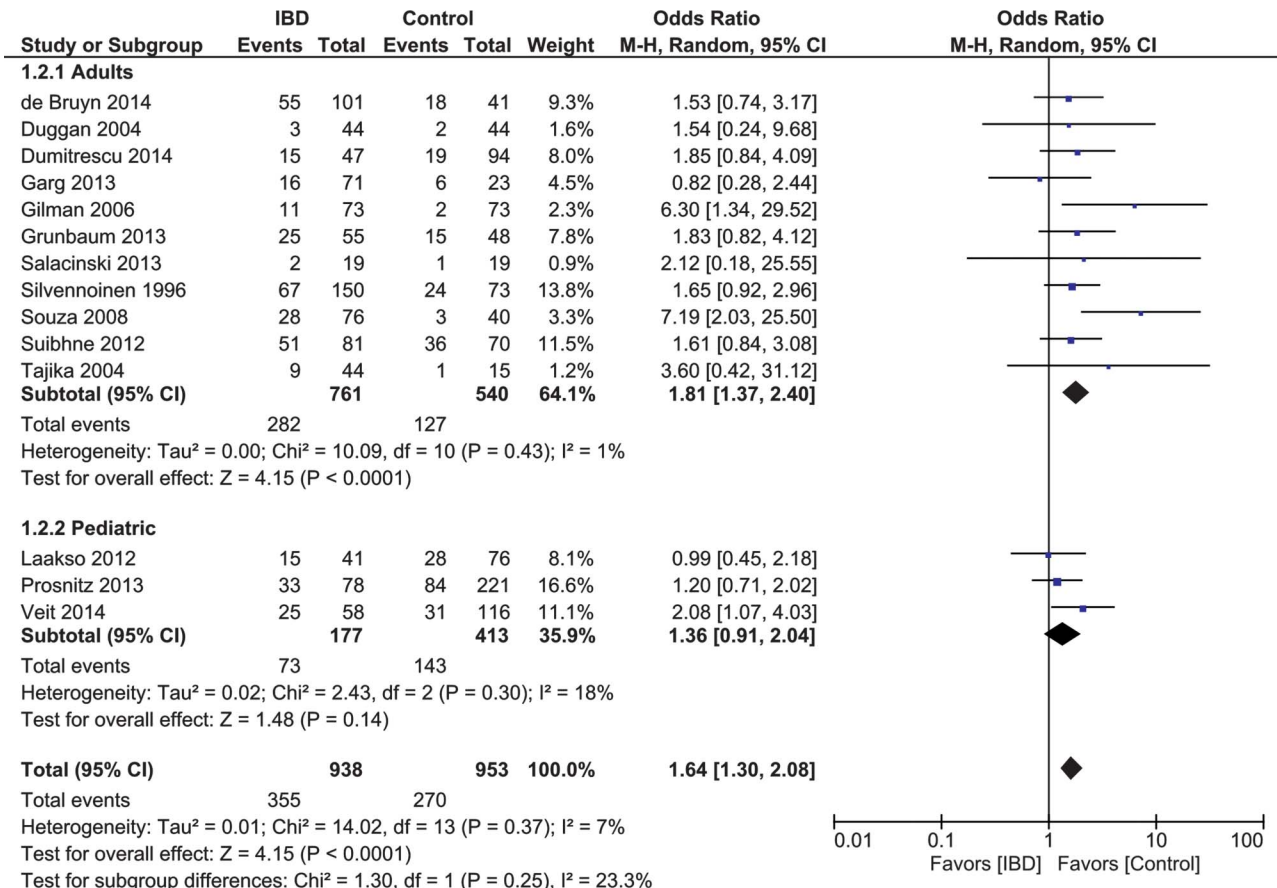 IBD Control Odds Ratio Odds Ratio
Study or Subgroup Events Total Events Total Weight M-H, Random, 95% CI M-H, Random, 95% CI
1.2.1 Adults
de Bruyn 2014 55 101 18 41 9.3% 1.53 [0.74, 3.17]
Duggan 2004 3 44 2 44 1.6% 1.54 [0.24, 9.68]
Dumitrescu 2014 15 47 19 94 8.0% 1.85 [0.84, 4.09]
Garg 2013 16 71 6 23 4.5% 0.82 [0.28, 2.44]
Gilman 2006 11 73 2 73 2.3% 6.30 [1.34, 29.52]
Grunbaum 2013 25 55 15 48 7.8% 1.83 [0.82, 4.12]
Salacinski 2013 2 19 1 19 0.9% 2.12 [0.18, 25.55]
Silvennoinen 1996 67 150 24 73 13.8% 1.65 [0.92, 2.96]
Souza 2008 28 76 3 40 3.3% 7.19 [2.03, 25.50]
Suibhne 2012 51 81 36 70 11.5% 1.61 [0.84, 3.08]
Tajika 2004 9 44 1 15 1.2% 3.60 [0.42, 31.12]
Subtotal (95% CI) 761 540 64.1% 1.81 [1.37, 2.40]
Total events 282 127
Heterogeneity: Tau² = 0.00; Chi² = 10.09, df = 10 (P = 0.43); I² = 1%
Test for overall effect: Z = 4.15 (P < 0.0001)
1.2.2 Pediatric
Laakso 2012 15 41 28 76 8.1% 0.99 [0.45, 2.18]
Prosnitz 2013 33 78 84 221 16.6% 1.20 [0.71, 2.02]
Veit 2014 25 58 31 116 11.1% 2.08 [1.07, 4.03]
Subtotal (95% CI) 177 413 35.9% 1.36 [0.91, 2.04]
Total events 73 143
Heterogeneity: Tau² = 0.02; Chi² = 2.43, df = 2 (P = 0.30); I² = 18%
Test for overall effect: Z = 1.48 (P = 0.14)
Total (95% CI) 938 953 100.0% 1.64 [1.30, 2.08]
Total events 355 270
Heterogeneity: Tau² = 0.01; Chi² = 14.02, df = 13 (P = 0.37); I² = 7%
Test for overall effect: Z = 4.15 (P < 0.0001)
Test for subgroup differences: Chi² = 1.30, df = 1 (P = 0.25), I² = 23.3%
0.01 0.1 1 10 100
Favors [IBD] Favors [Control]